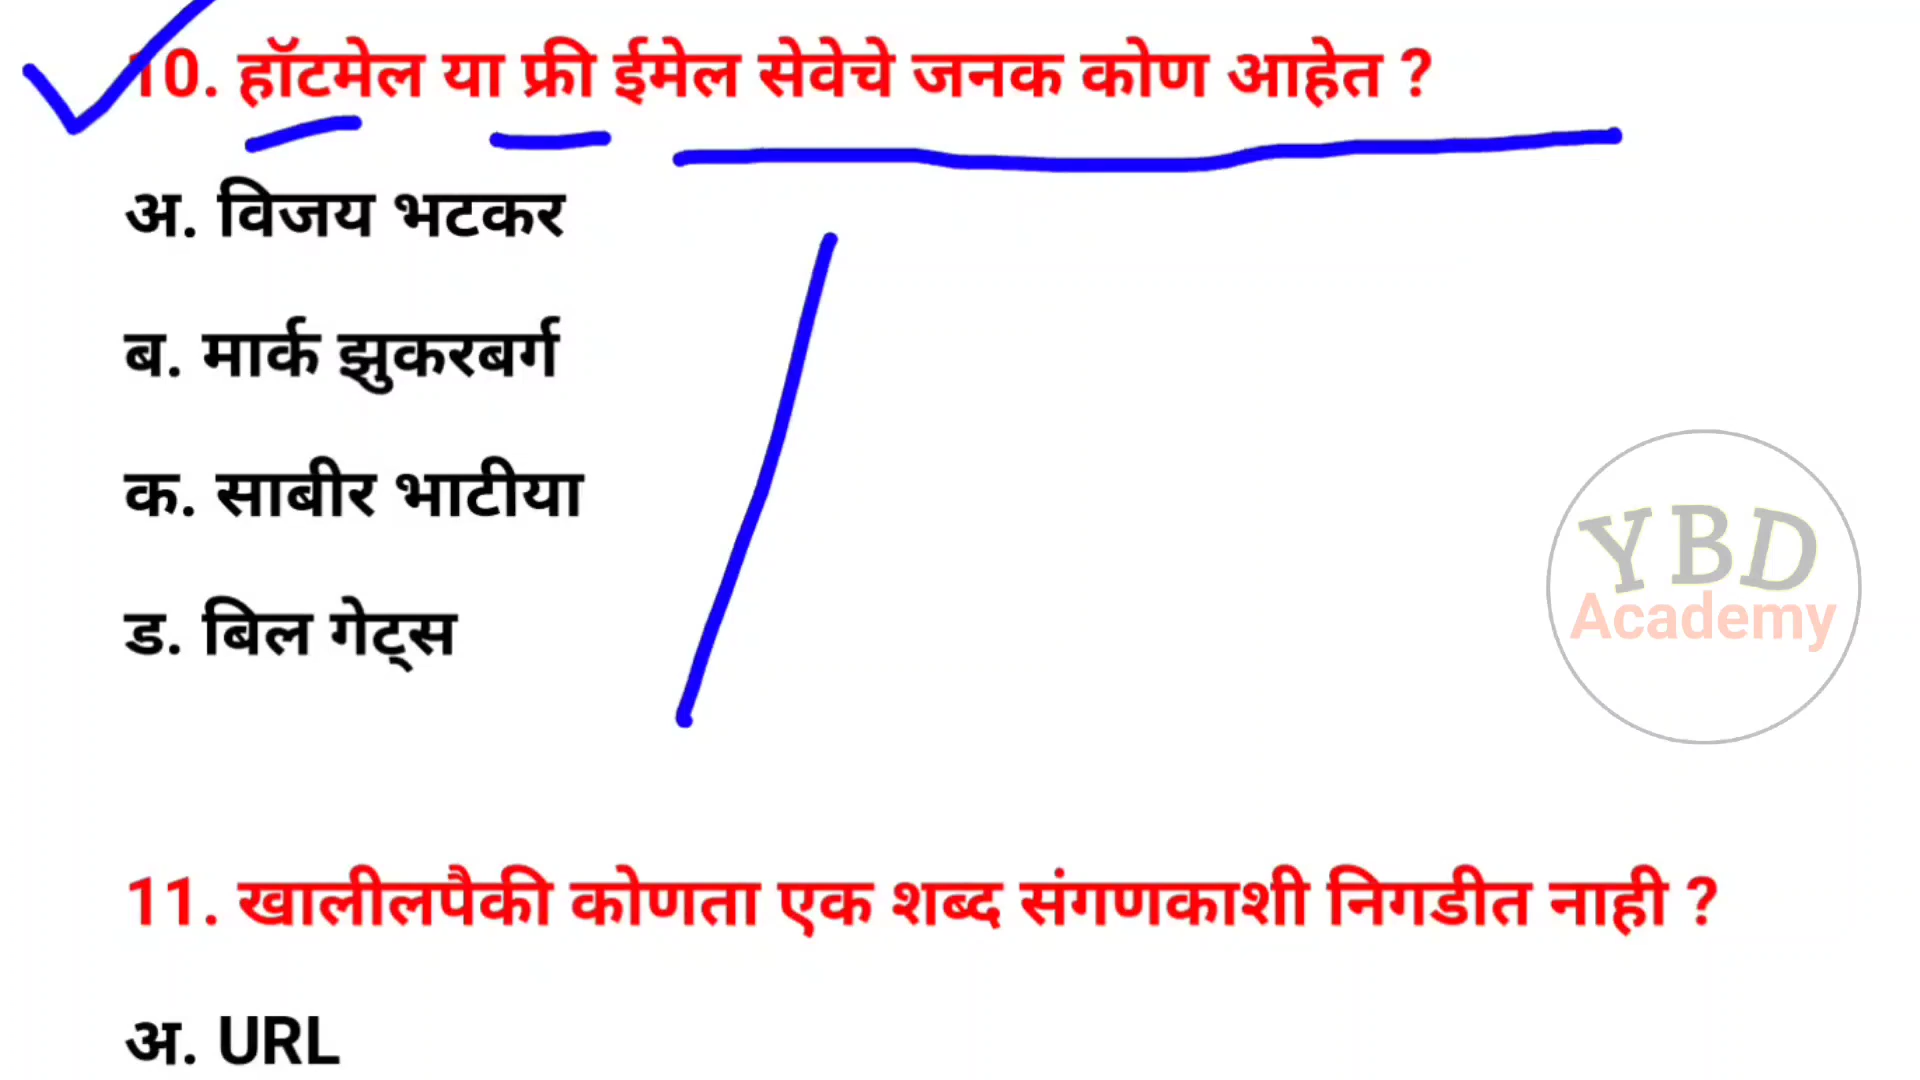 10. हॉटमेल या फ्री ईमेल सेवेचे जनक कोण आहेत ?
अ. विजय भटकर
ब. मार्क झुकरबर्ग
क. साबीर भाटीया
ड. बिल गेट्स
YBD
Academy
11. खालीलपैकी कोणता एक शब्द संगणकाशी निगडीत नाही ?
अ. URL